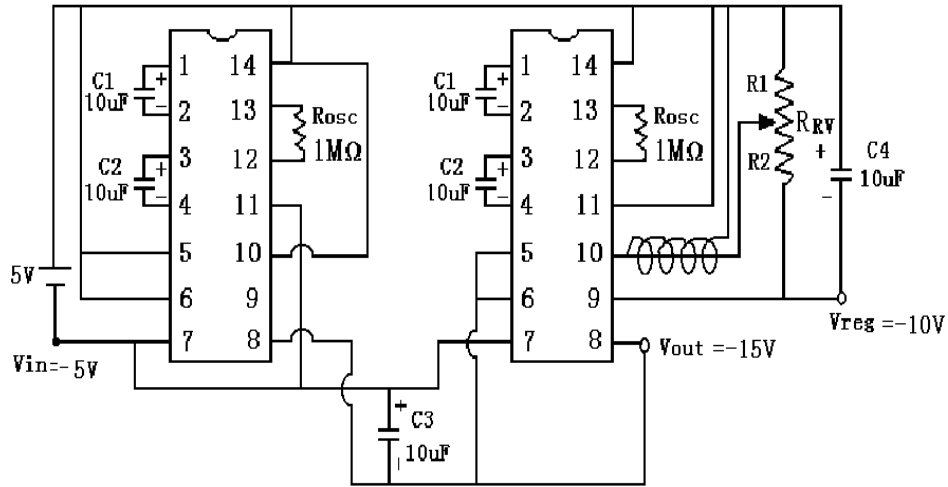 1 14
C1 + 10uF −
2 13
Rosc
1MΩ
3 12
C2 + 10uF −
4 11
5 10
6 9
7 8
5V
Vin=-5V
C3
+
10uF
−
1 14
C1 + 10uF −
2 13
Rosc
1MΩ
3 12
C2 + 10uF −
4 11
5 10
6 9
7 8
R1
RRV
R2
+
C4
10uF
−
Vreg =-10V
Vout =-15V